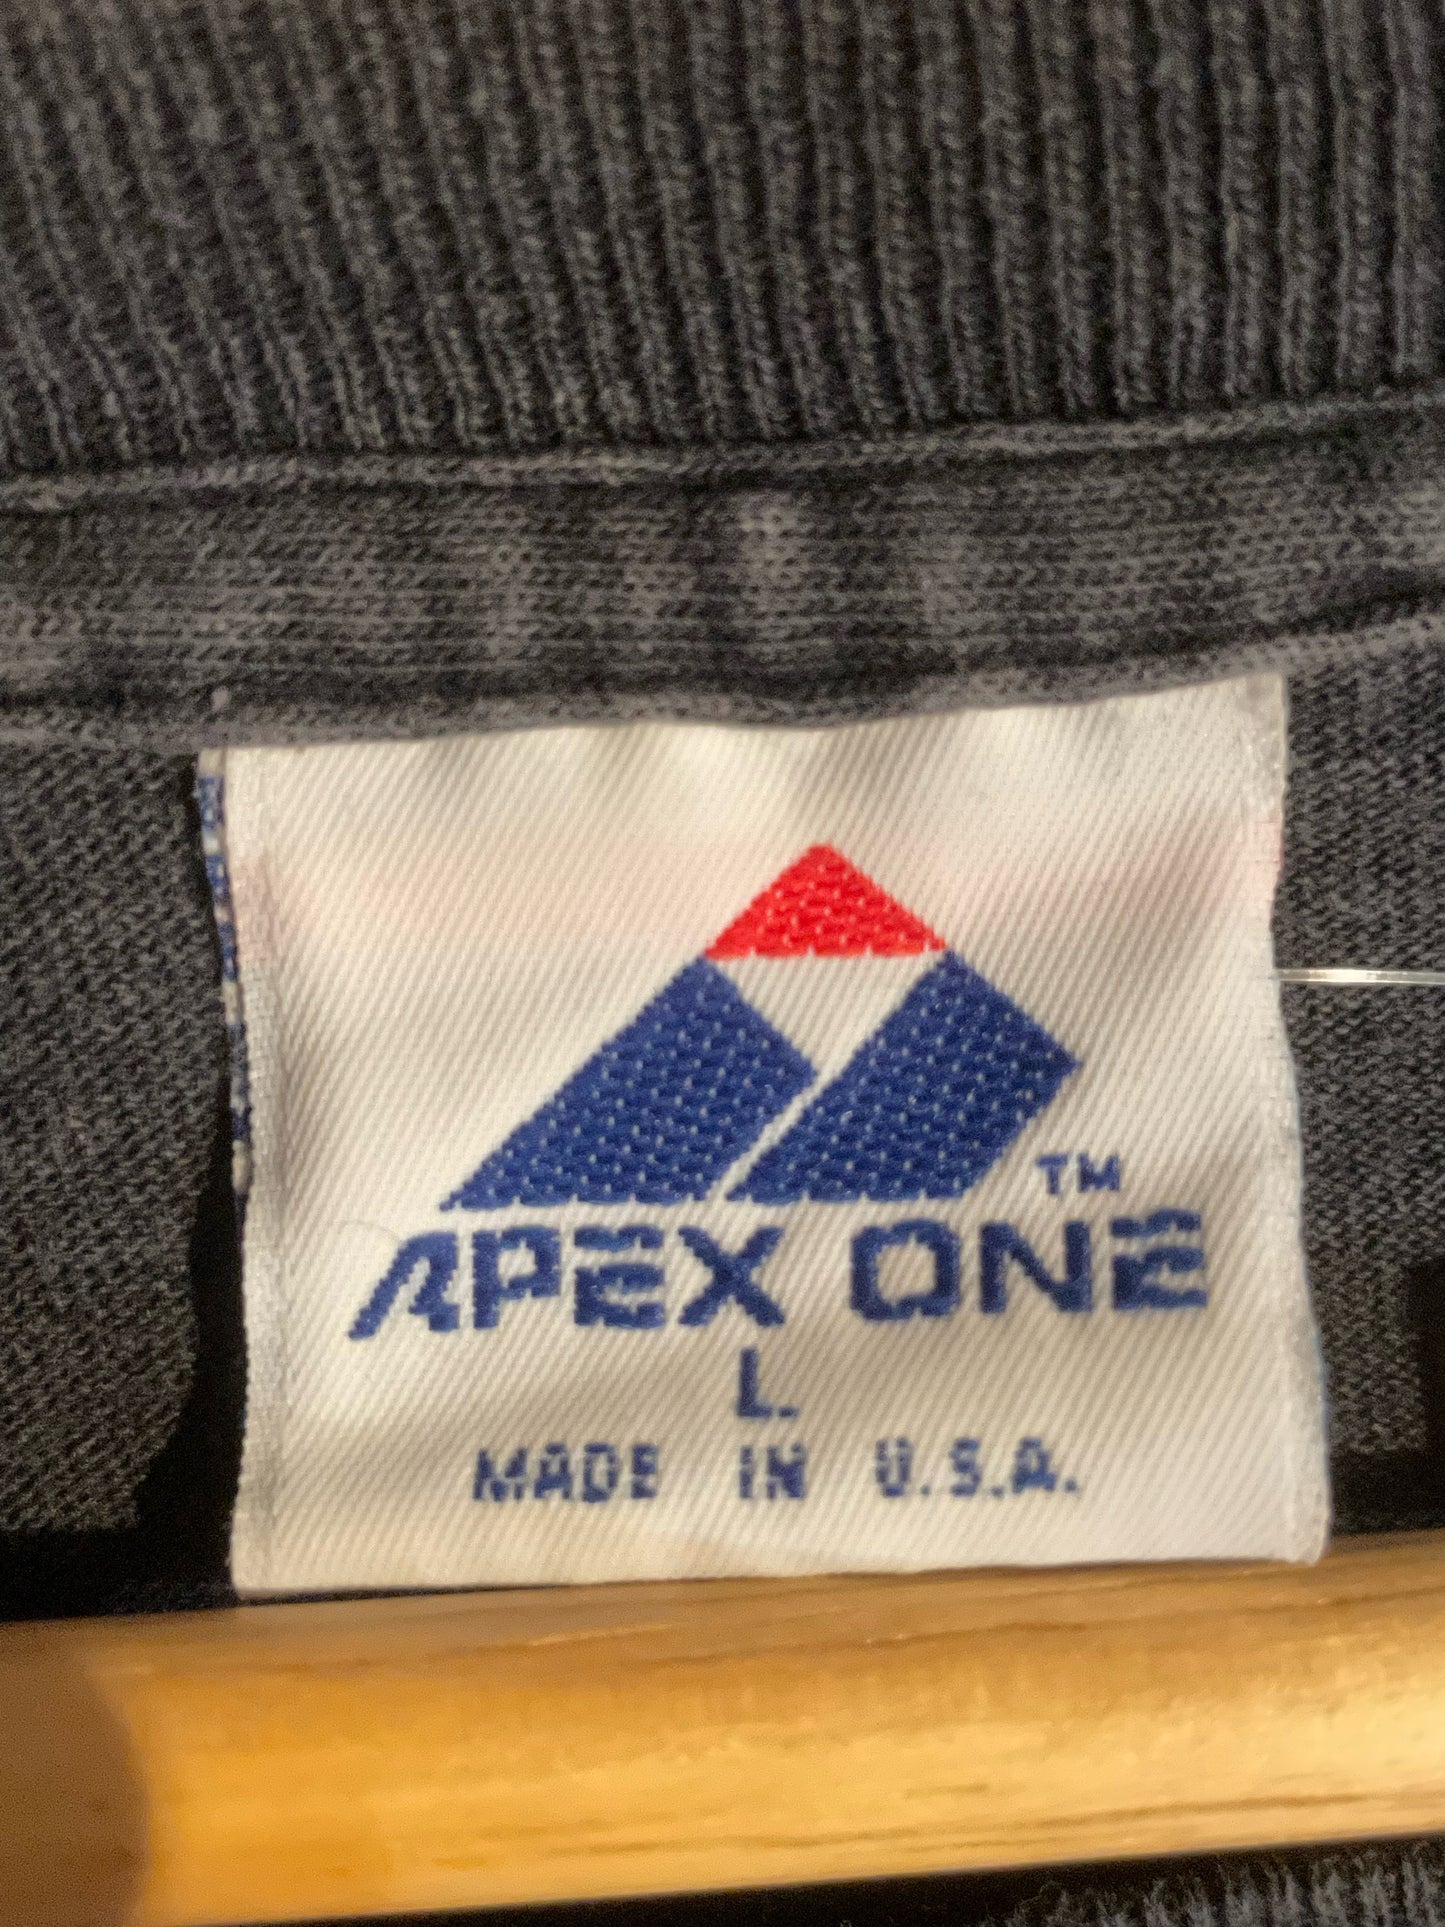 TM
APEX ONE
L.
MADE IN U.S.A.